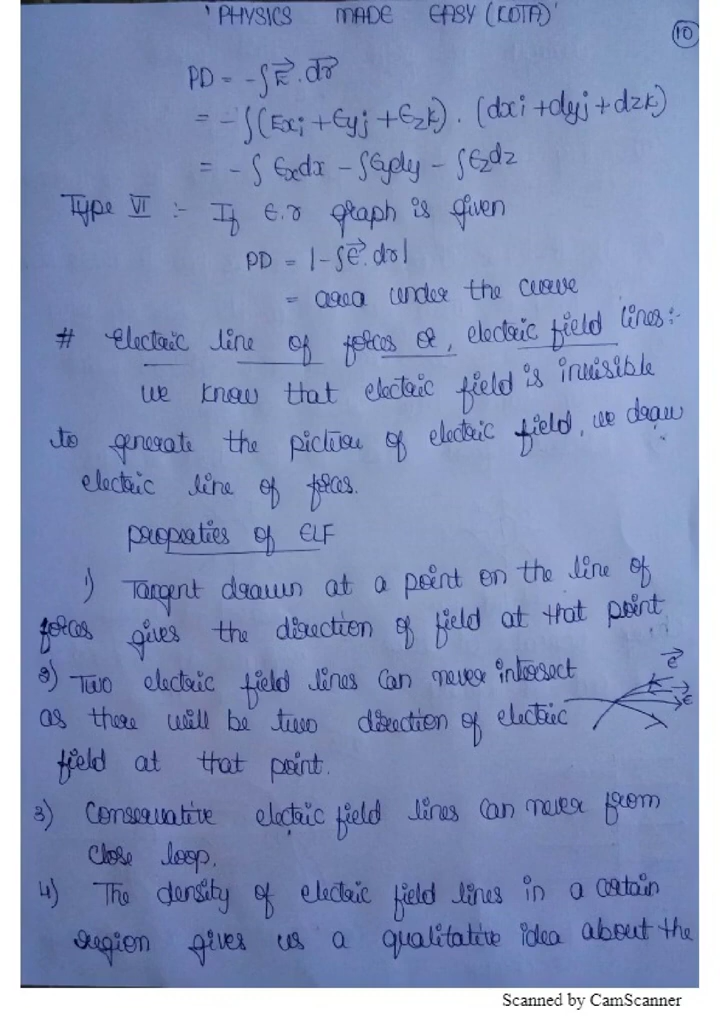 'PHYSICS MADE EASY (KOTA)'
10
PD = -∫E⃗.dr⃗
= -∫(Exi + Eyj + Ezk). (dxi + dyj + dzk)
= -∫Exdx - ∫Eydy - ∫Ezdz
Type VI :- If E.r graph is given
PD = |-∫E⃗.dr|
= area under the curve
# Electric line of forces or, electric field lines:-
we know that electric field is invisible
to generate the picture of electric field, we draw
electric line of forces.
properties of ELF
1) Tangent drawn at a point on the line of
forces gives the direction of field at that point
2) Two electric field lines can never intersect
E⃗
E
as there will be two direction of electric
field at that point.
3) Conservative electric field lines can never from
close loop.
4) The density of electric field lines in a certain
region gives us a qualitative idea about the
Scanned by CamScanner